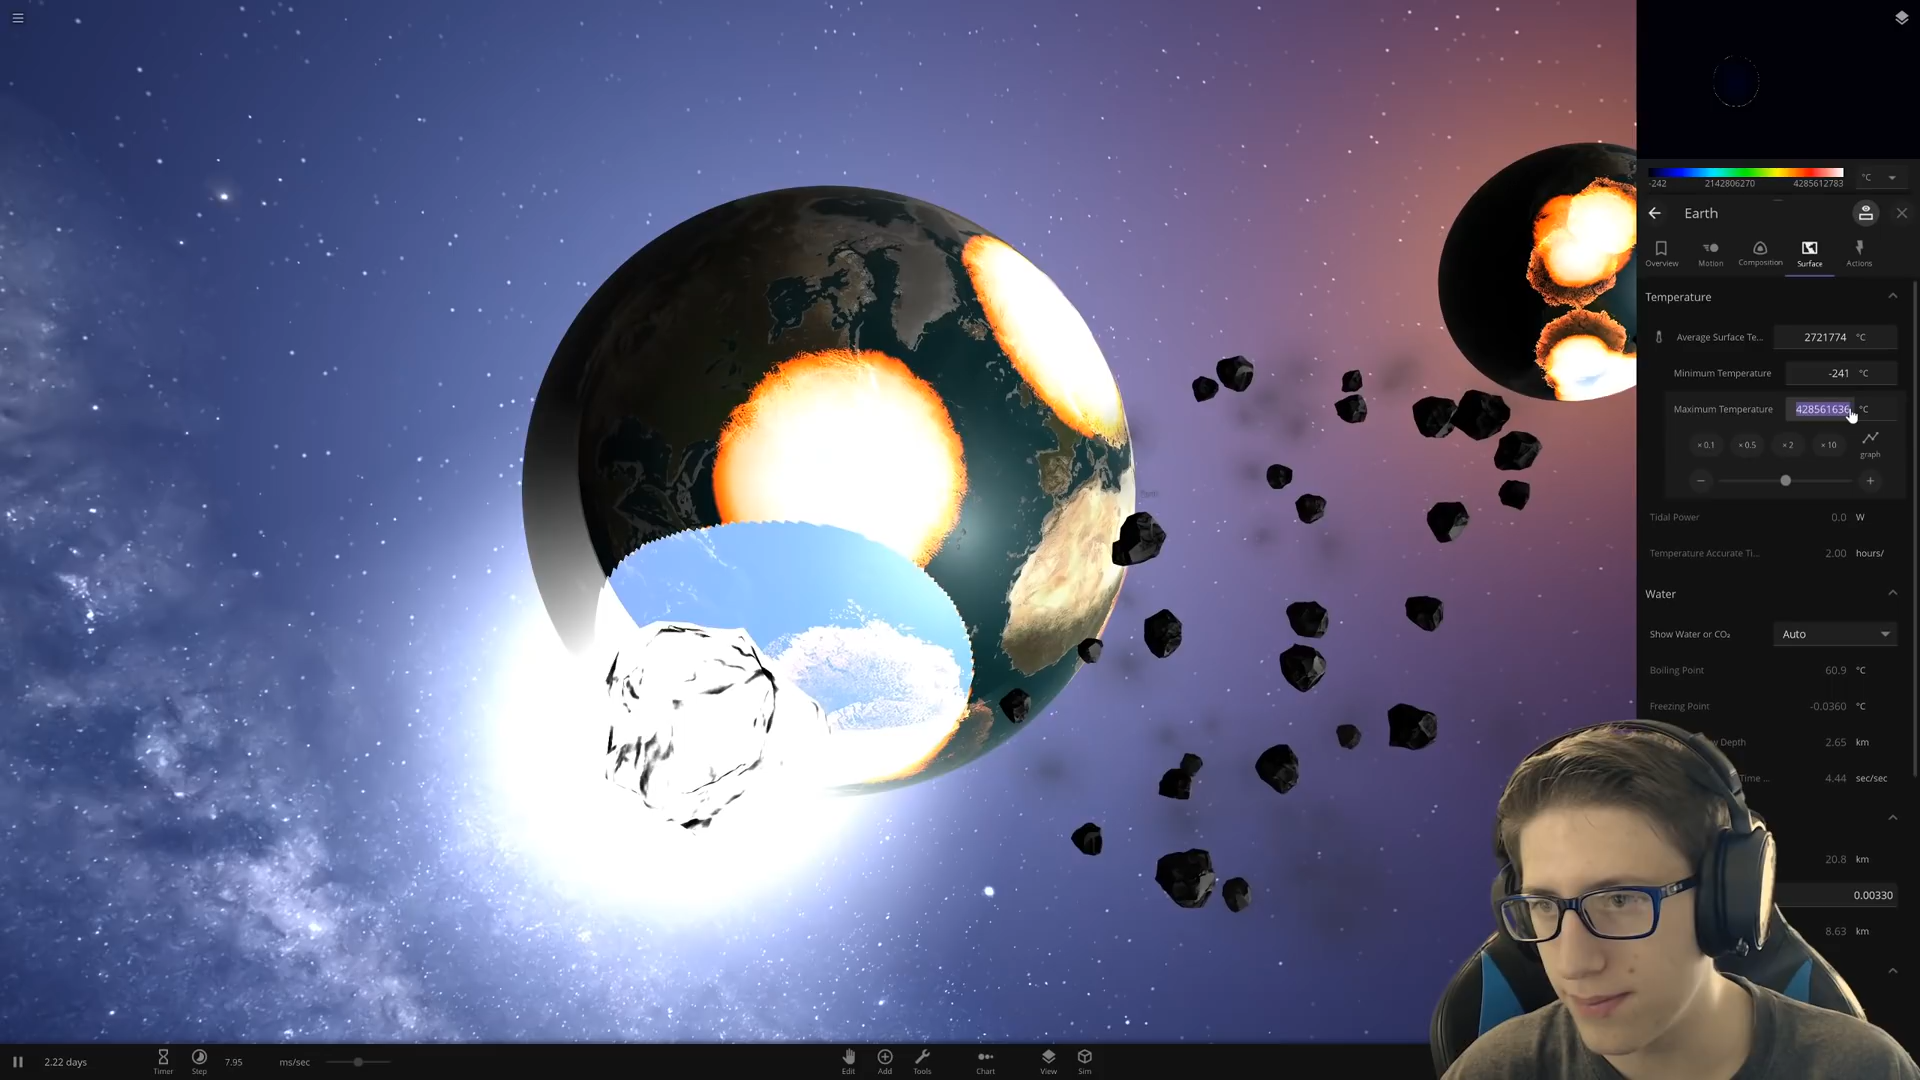 -242 2142806270 4285612783 °C
Earth
Overview Motion Composition Surface Actions
Temperature
Average Surface Te... 2721774 °C
Minimum Temperature -241 °C
Maximum Temperature 428561636 °C
× 0.1 × 0.5 × 2 × 10 graph
Earth
Tidal Power 0.0 W
Temperature Accurate Ti... 2.00 hours/
Water
Show Water or CO₂ Auto
Boiling Point 60.9 °C
Freezing Point -0.0360 °C
Depth 2.65 km
Time ... 4.44 sec/sec
20.8 km
0.00330
8.63 km
2.22 days Timer Step 7.95 ms/sec Edit Add Tools Chart View Sim